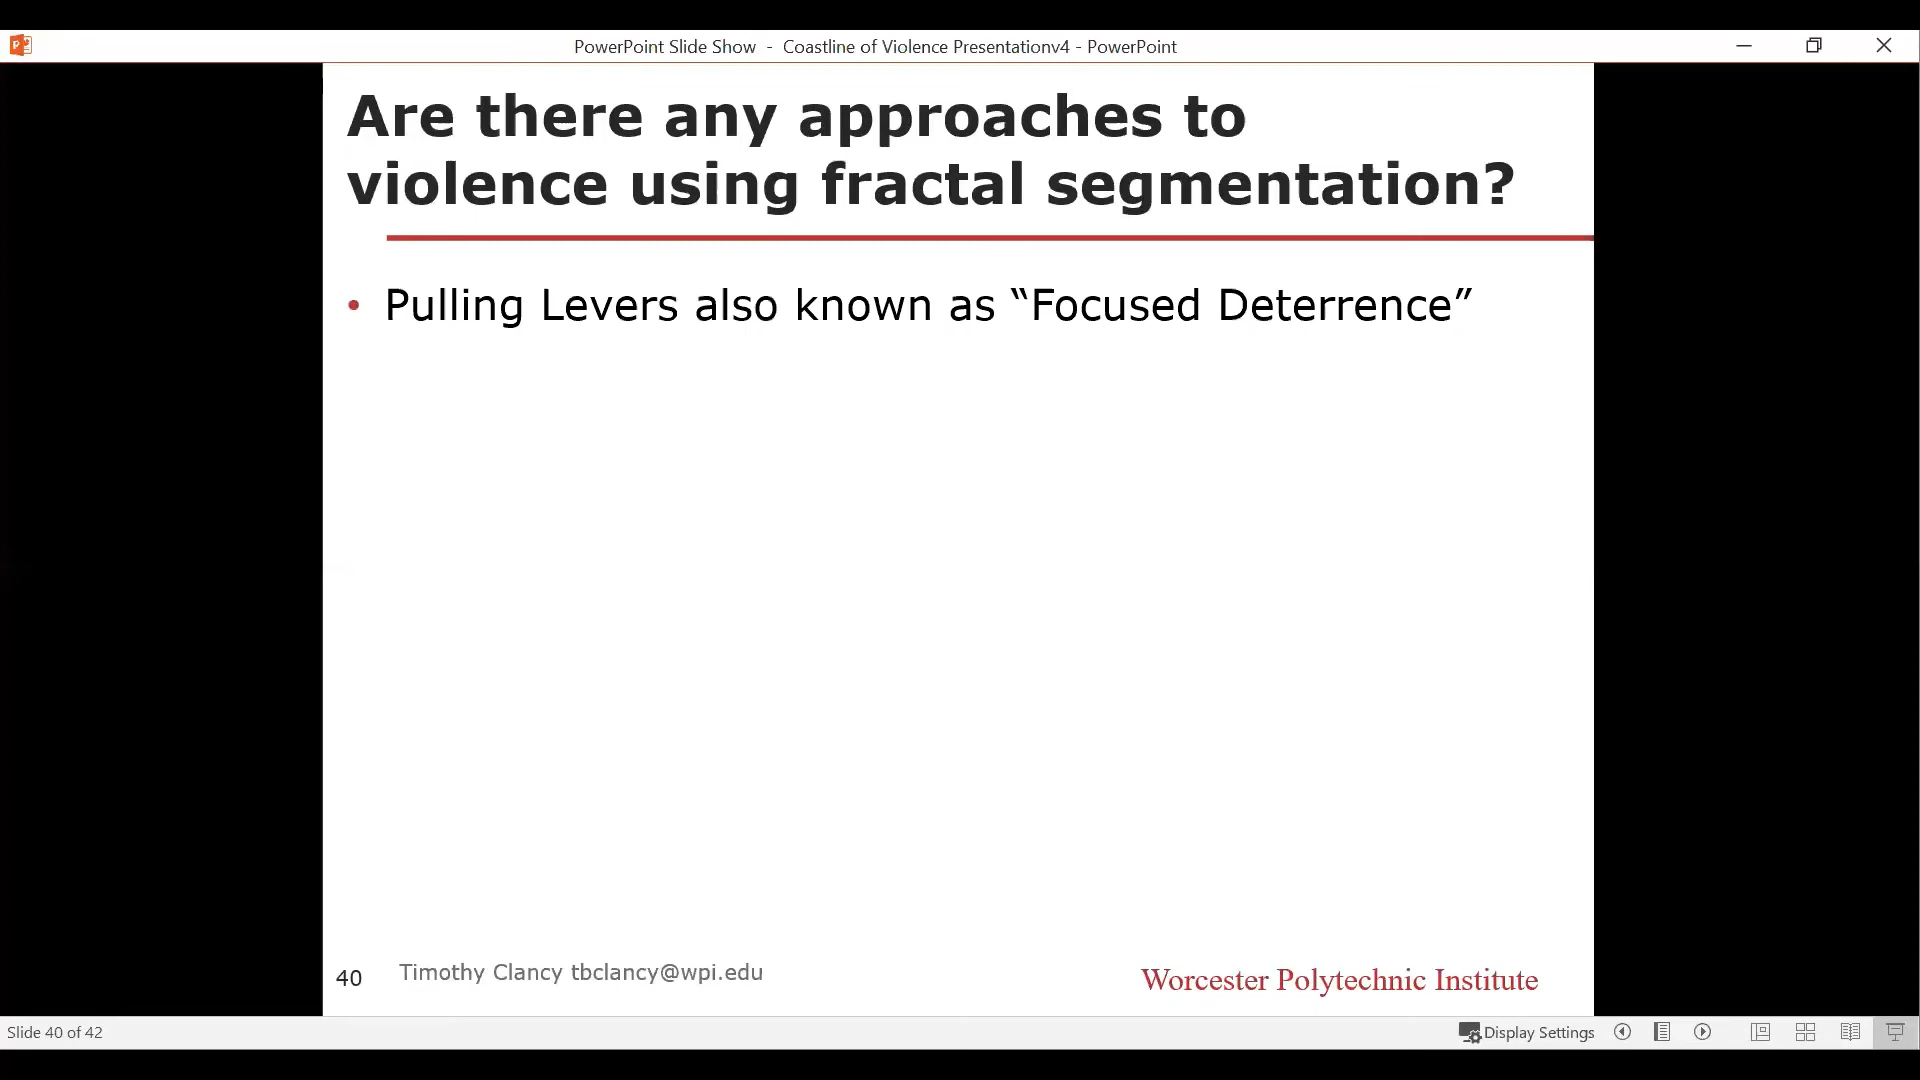 PowerPoint Slide Show - Coastline of Violence Presentationv4 - PowerPoint
Are there any approaches to
violence using fractal segmentation?
• Pulling Levers also known as “Focused Deterrence”
40 Timothy Clancy tbclancy@wpi.edu Worcester Polytechnic Institute
Slide 40 of 42 Display Settings